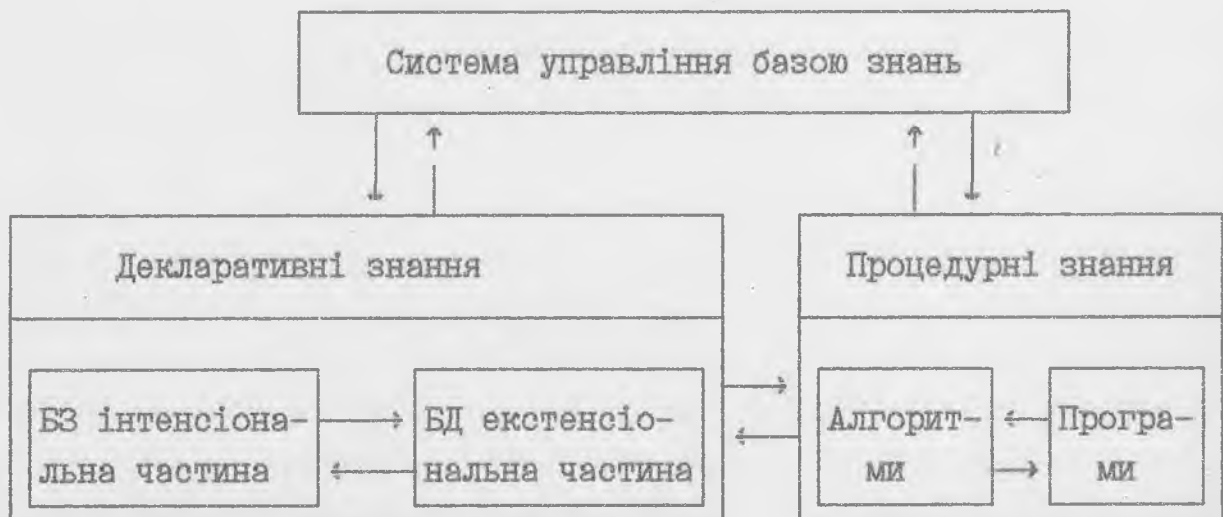 Система управління базою знань
Декларативні знання
Процедурні знання
БЗ інтенсіона-
льна частина
БД екстенсіо-
нальна частина
Алгорит-
ми
Програ-
ми